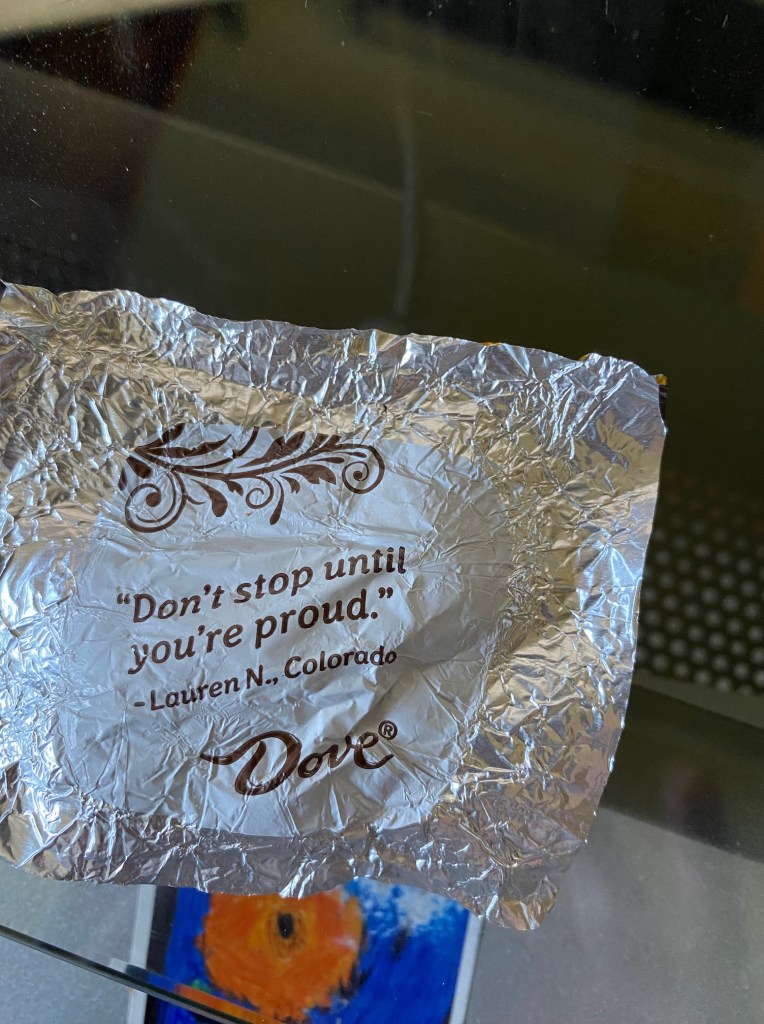 “Don’t stop until
you’re proud.”
-Lauren N., Colorado
Dove®